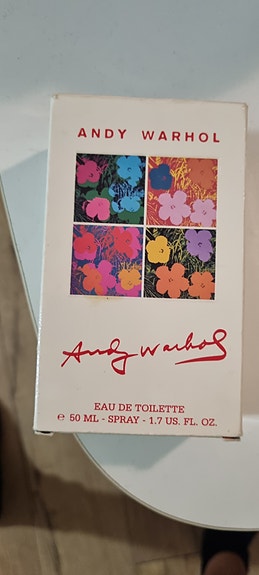 ANDY WARHOL
Andy Warhol
EAU DE TOILETTE
℮ 50 ML - SPRAY - 1.7 US. FL. OZ.